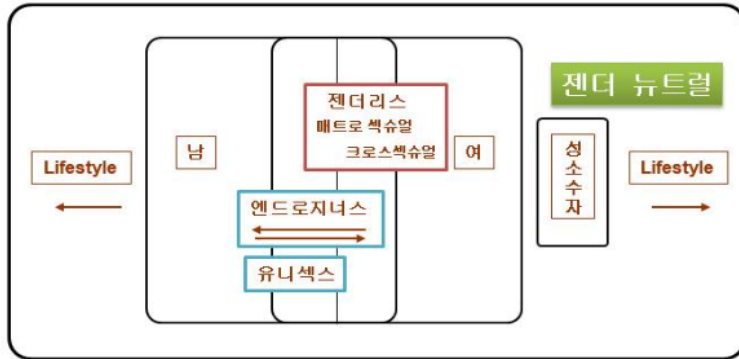 젠더리스
매트로 섹슈얼
크로스섹슈얼
젠더 뉴트럴
남
여
성소수자
Lifestyle
Lifestyle
엔드로지너스
유니섹스